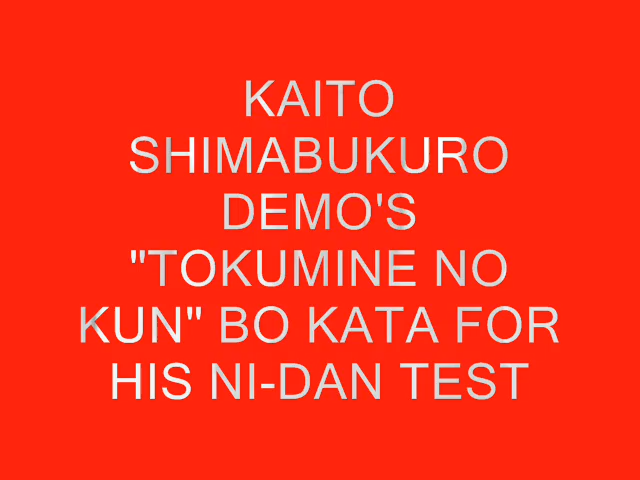 KAITO
SHIMABUKURO
DEMO'S
"TOKUMINE NO
KUN" BO KATA FOR
HIS NI-DAN TEST